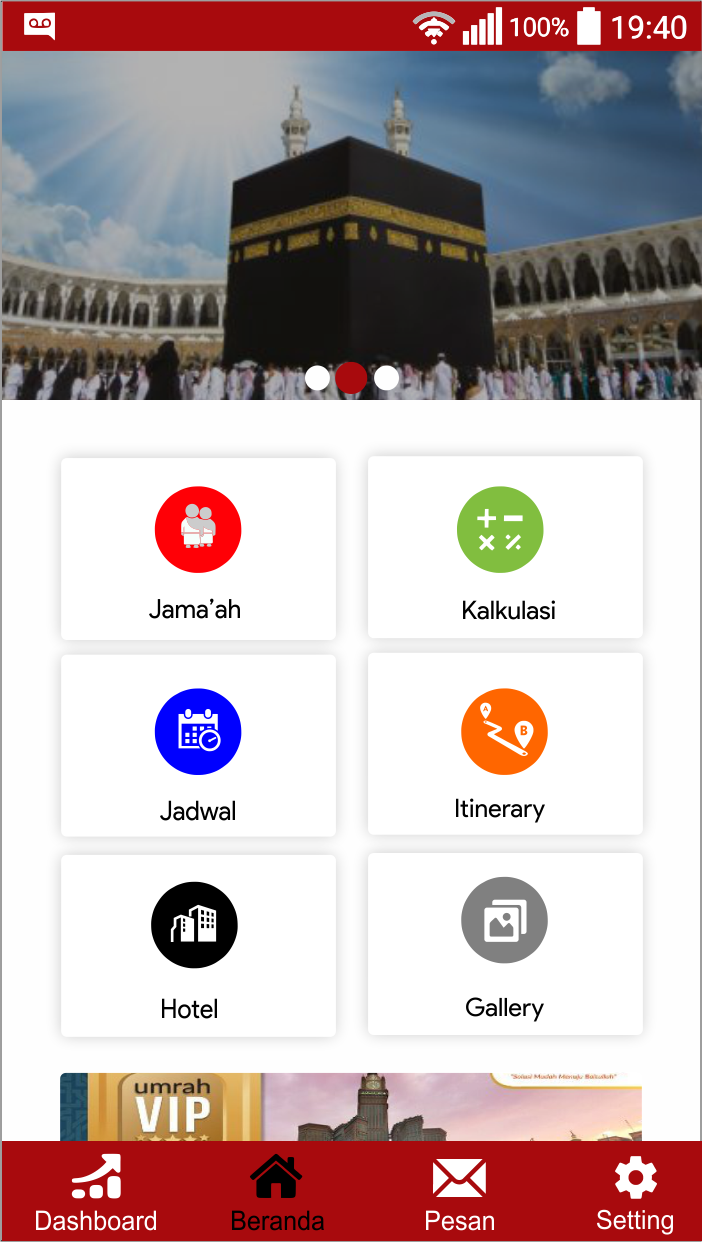 100% 19:40
Jama'ah Kalkulasi
A B
Jadwal Itinerary
Hotel Gallery
"Solusi Mudah Menuju Baitullah"
umrah
VIP
Dashboard Beranda Pesan Setting